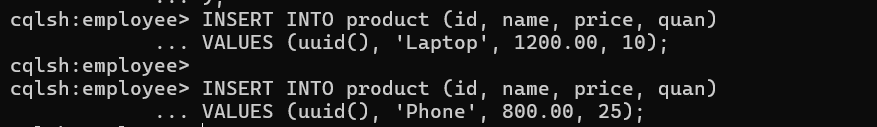 ... );
cqlsh:employee> INSERT INTO product (id, name, price, quan)
... VALUES (uuid(), 'Laptop', 1200.00, 10);
cqlsh:employee>
cqlsh:employee> INSERT INTO product (id, name, price, quan)
... VALUES (uuid(), 'Phone', 800.00, 25);